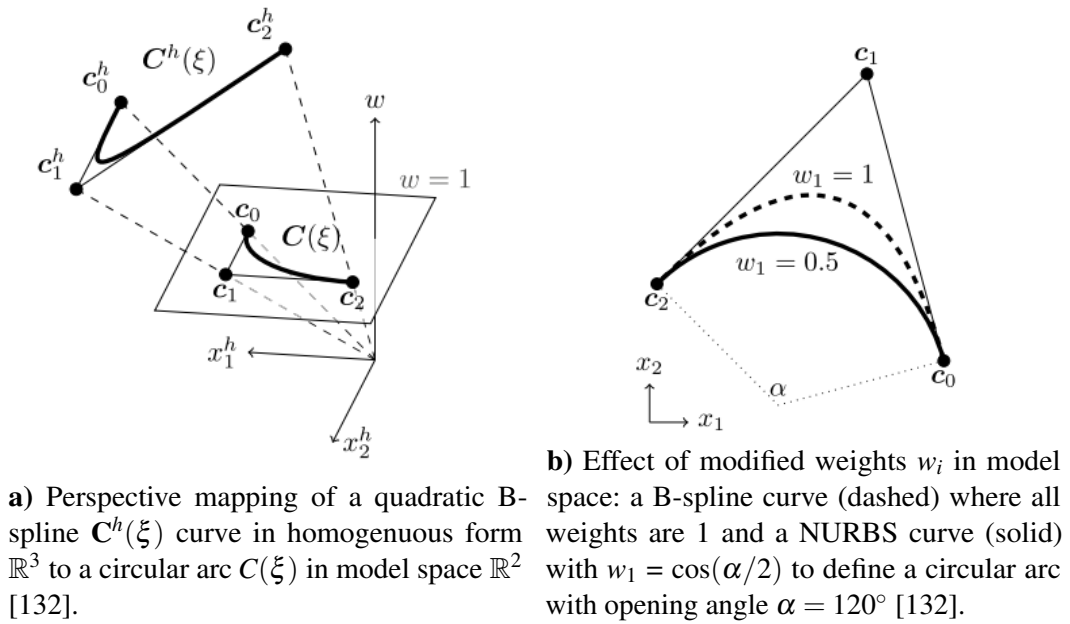 c_2^h
C^h(ξ)
c_0^h
w
c_1^h
w = 1
c_0
C(ξ)
c_1
c_2
x_1^h
x_2^h
a) Perspective mapping of a quadratic B-
spline C^h(ξ) curve in homogenuous form
ℝ^3 to a circular arc C(ξ) in model space ℝ^2
[132].
c_1
w_1 = 1
w_1 = 0.5
c_2
c_0
x_2
α
x_1
b) Effect of modified weights w_i in model
space: a B-spline curve (dashed) where all
weights are 1 and a NURBS curve (solid)
with w_1 = cos(α/2) to define a circular arc
with opening angle α = 120° [132].